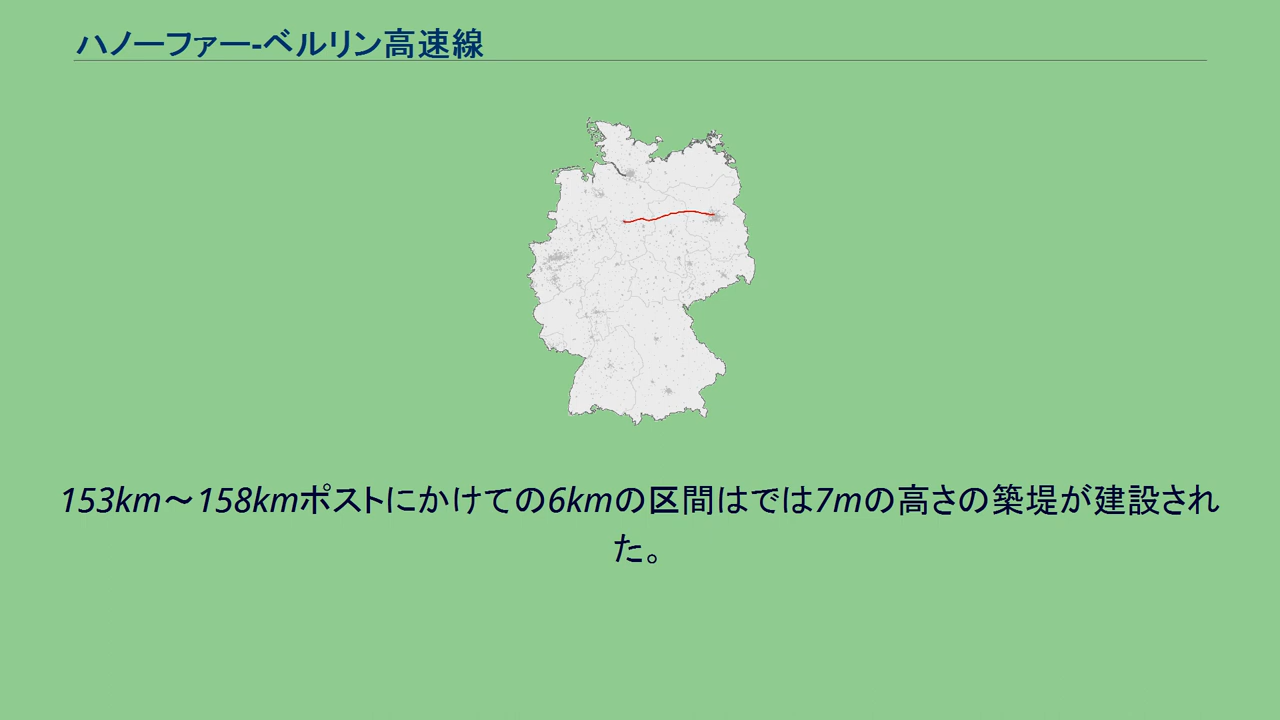 ハノーファー-ベルリン高速線
153km～158kmポストにかけての6kmの区間はでは7mの高さの築堤が建設され
た。